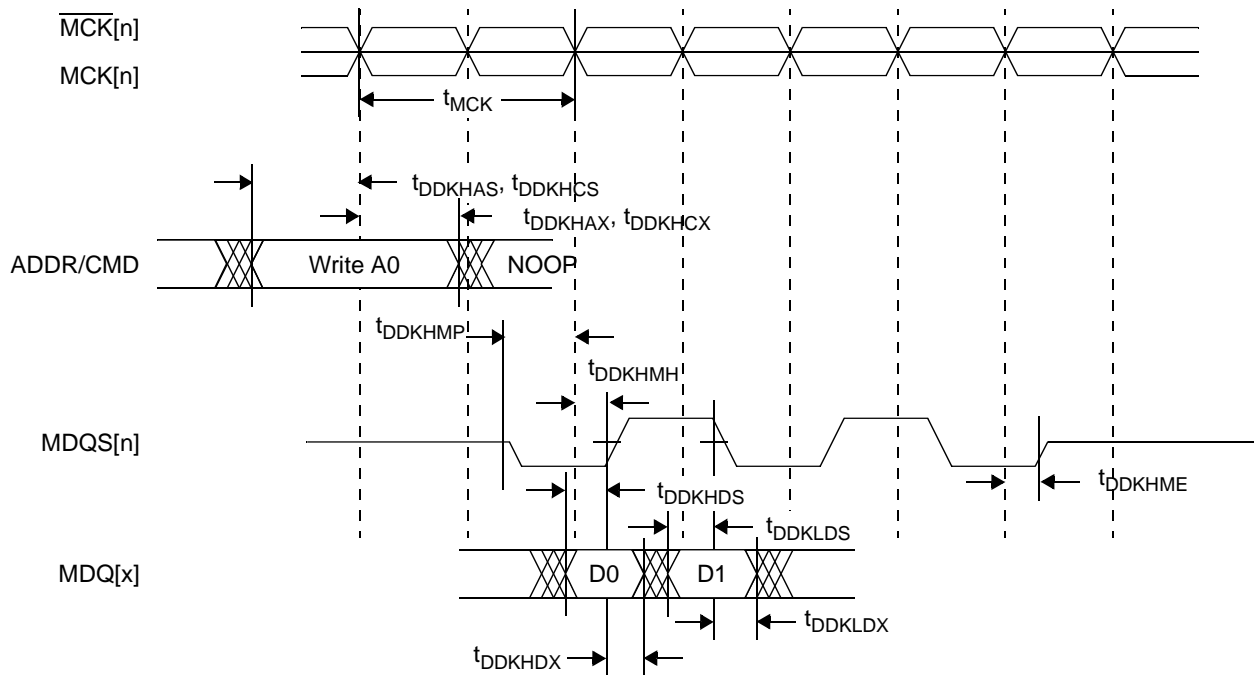 MCK[n]
MCK[n]
tMCK
tDDKHAS, tDDKHCS
tDDKHAX, tDDKHCX
ADDR/CMD
Write A0
NOOP
tDDKHMP
tDDKHMH
MDQS[n]
tDDKHME
tDDKHDS
tDDKLDS
MDQ[x]
D0
D1
tDDKLDX
tDDKHDX